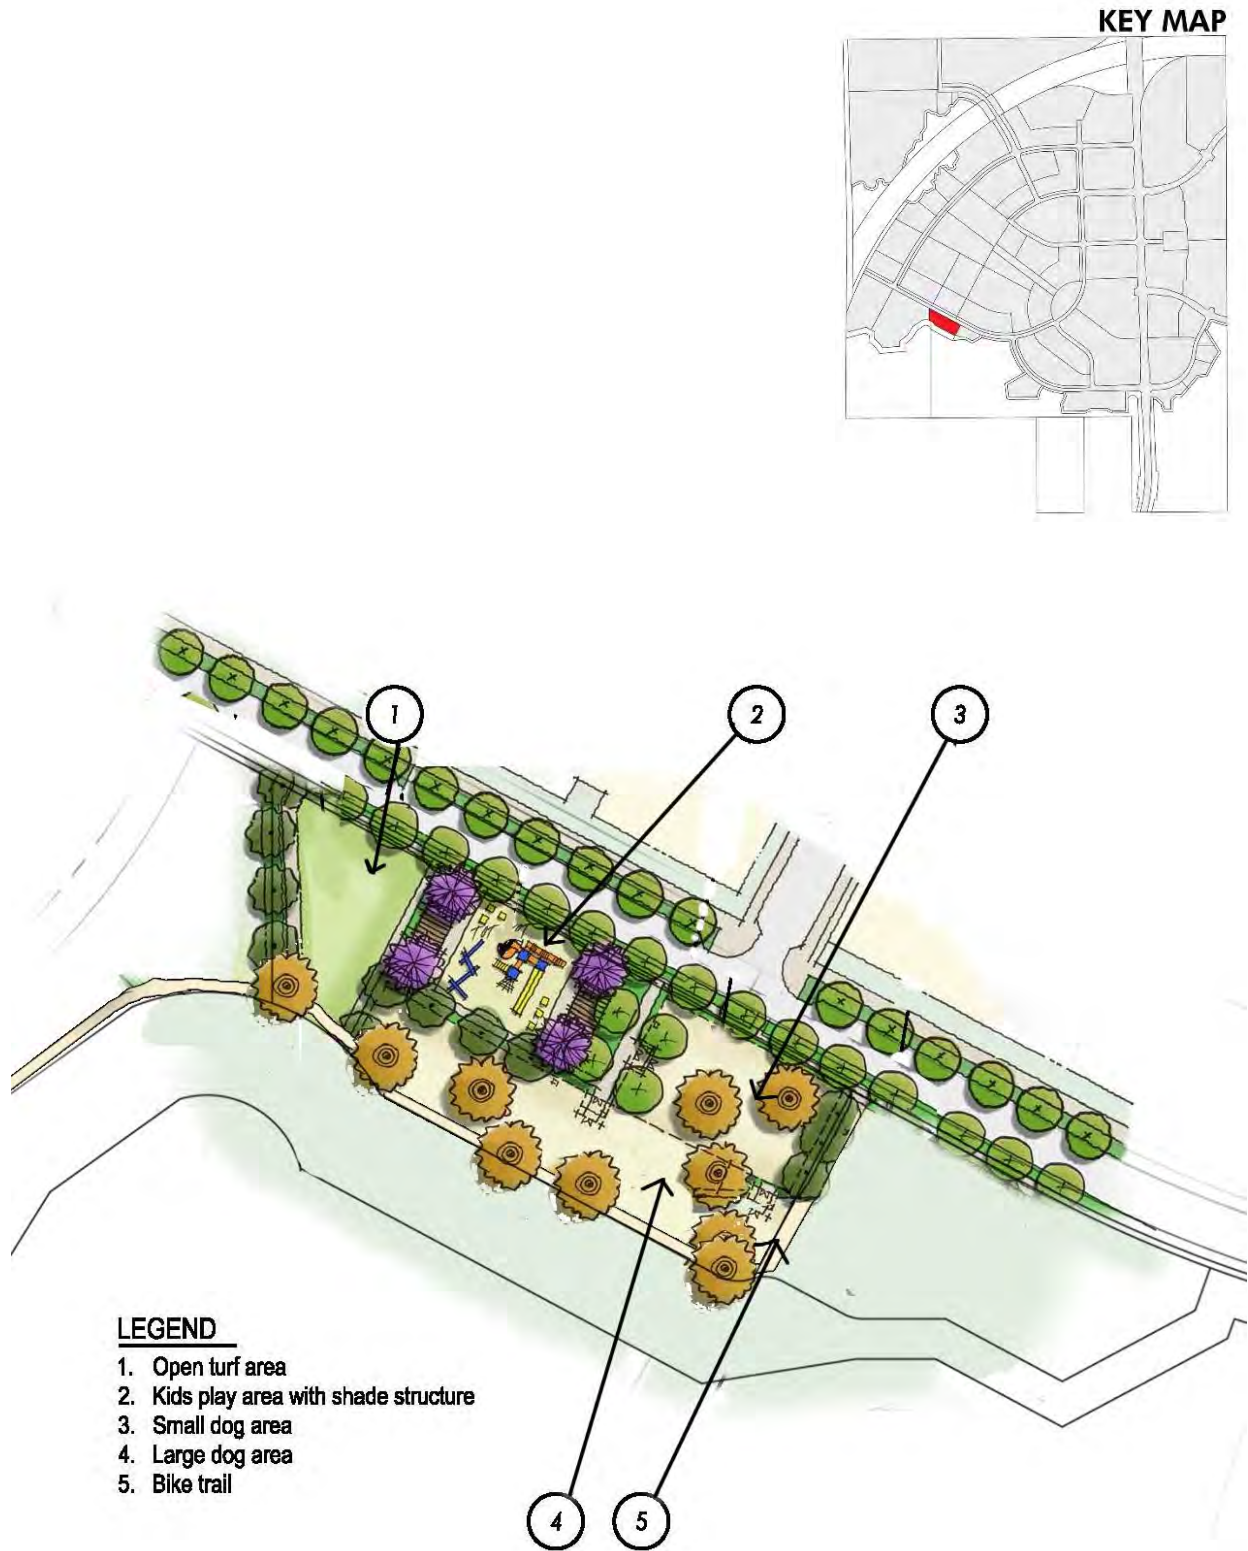 KEY MAP
1
2
3
LEGEND
1. Open turf area
2. Kids play area with shade structure
3. Small dog area
4. Large dog area
5. Bike trail
4
5